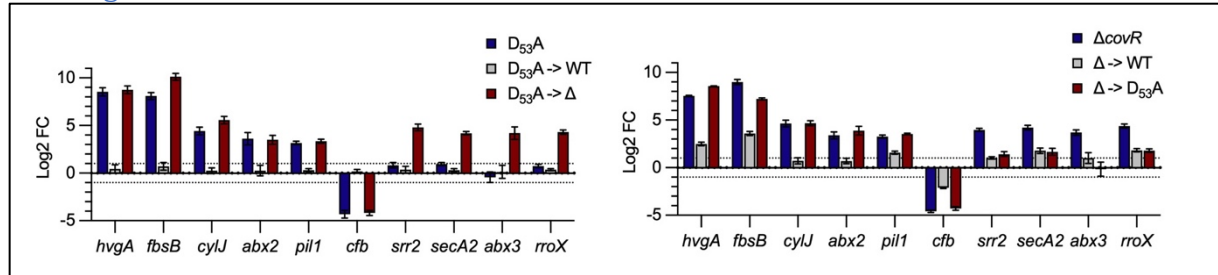 D₅₃A
D₅₃A -> WT
D₅₃A -> Δ
Log2 FC
10
5
0
-5
hvgA fbsB cylJ abx2 pil1 cfb srr2 secA2 abx3 rroX
ΔcovR
Δ -> WT
Δ -> D₅₃A
Log2 FC
10
5
0
-5
hvgA fbsB cylJ abx2 pil1 cfb srr2 secA2 abx3 rroX